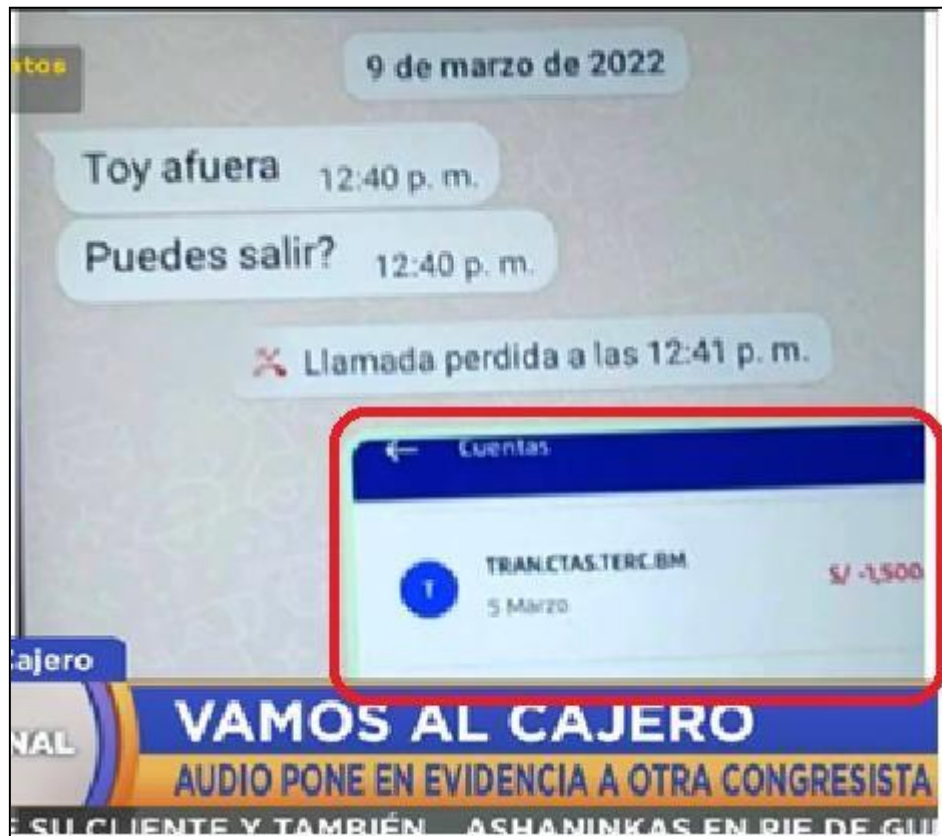 tos
9 de marzo de 2022
Toy afuera 12:40 p. m.
Puedes salir? 12:40 p. m.
Llamada perdida a las 12:41 p. m.
Cuentas
T
TRAN.CTAS.TERC.BM
S/ -1,500
5 Marzo
Cajero
NAL
VAMOS AL CAJERO
AUDIO PONE EN EVIDENCIA A OTRA CONGRESISTA
SU CLIENTE Y TAMBIÉN ASHANINKAS EN PIE DE